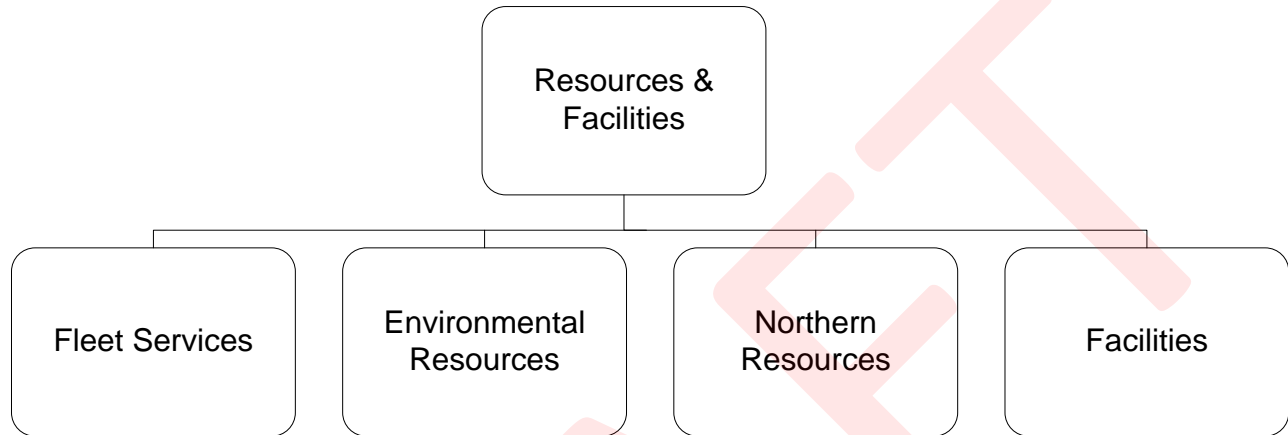 Resources &
Facilities
Fleet Services
Environmental
Resources
Northern
Resources
Facilities